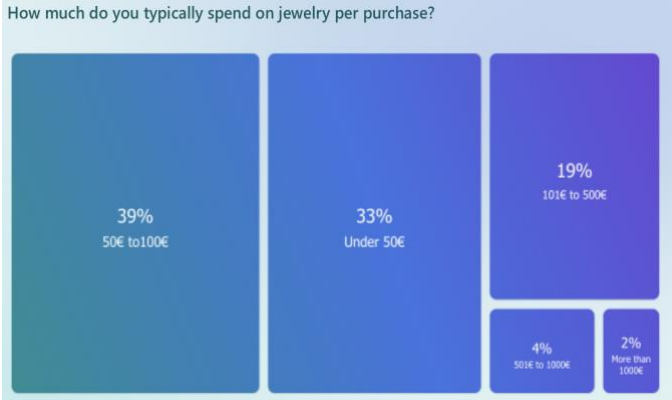 How much do you typically spend on jewelry per purchase?
39%
50€ to100€
33%
Under 50€
19%
101€ to 500€
4%
501€ to 1000€
2%
More than
1000€